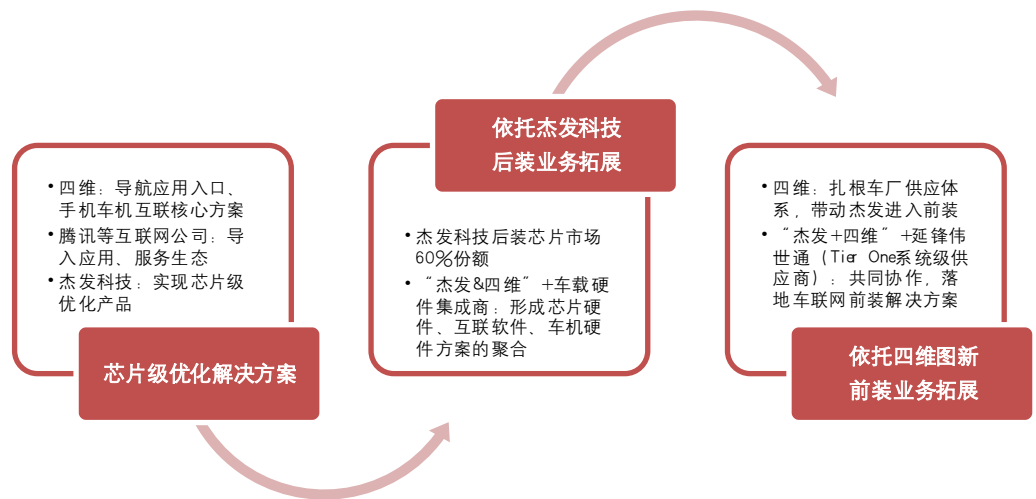 • 四维：导航应用入口、
手机车机互联核心方案
• 腾讯等互联网公司：导
入应用、服务生态
• 杰发科技：实现芯片级
优化产品
芯片级优化解决方案
依托杰发科技
后装业务拓展
• 杰发科技后装芯片市场
60%份额
• “杰发&四维”+车载硬
件集成商：形成芯片硬
件、互联软件、车机硬
件方案的聚合
• 四维：扎根车厂供应体
系，带动杰发进入前装
• “杰发+四维”+延锋伟
世通（Tier One系统级供
应商）：共同协作，落
地车联网前装解决方案
依托四维图新
前装业务拓展